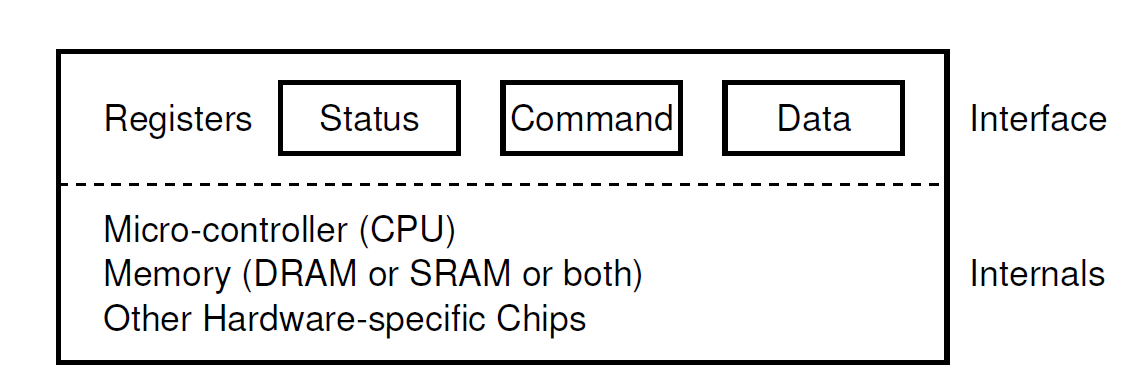 Registers Status Command Data Interface
Micro-controller (CPU)
Memory (DRAM or SRAM or both) Internals
Other Hardware-specific Chips